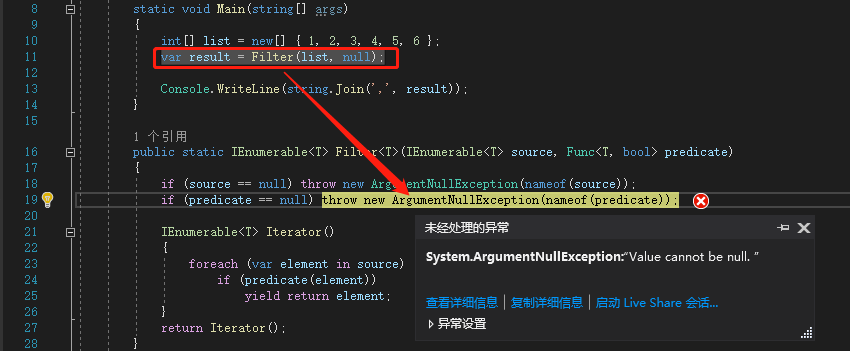 8 static void Main(string[] args)
9 {
10 int[] list = new[] { 1, 2, 3, 4, 5, 6 };
11 var result = Filter(list, null);
12
13 Console.WriteLine(string.Join(',', result));
14 }
15
1 个引用
16 public static IEnumerable<T> Filter<T>(IEnumerable<T> source, Func<T, bool> predicate)
17 {
18 if (source == null) throw new ArgumentNullException(nameof(source));
19 if (predicate == null) throw new ArgumentNullException(nameof(predicate));
20
21 IEnumerable<T> Iterator()
22 {
23 foreach (var element in source)
24 if (predicate(element))
25 yield return element;
26 }
27 return Iterator();
28 }
未经处理的异常
System.ArgumentNullException:“Value cannot be null. ”
查看详细信息 | 复制详细信息 | 启动 Live Share 会话...
异常设置